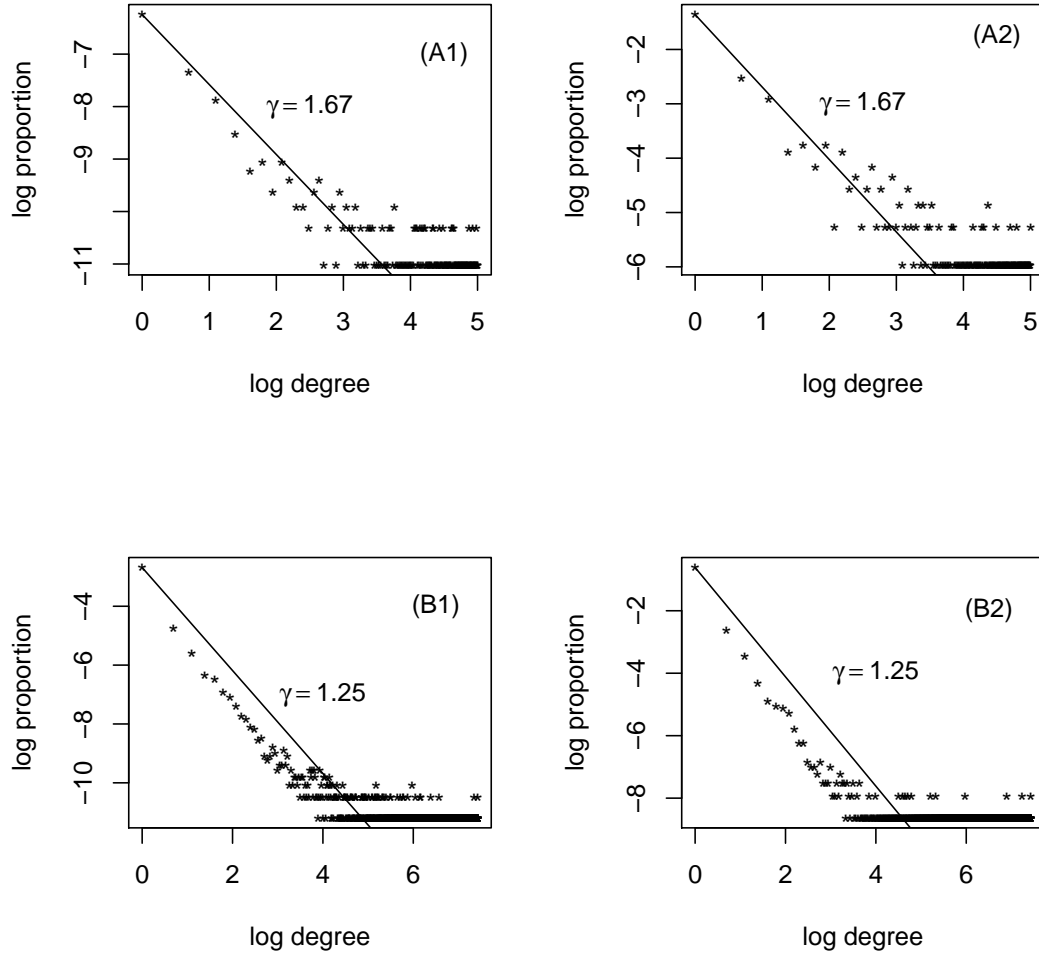 (A1)
γ = 1.67
log proportion
−7
−8
−9
−11
0 1 2 3 4 5
log degree
(A2)
γ = 1.67
log proportion
−2
−3
−4
−5
−6
0 1 2 3 4 5
log degree
(B1)
γ = 1.25
log proportion
−4
−6
−8
−10
0 2 4 6
log degree
(B2)
γ = 1.25
log proportion
−2
−4
−6
−8
0 2 4 6
log degree